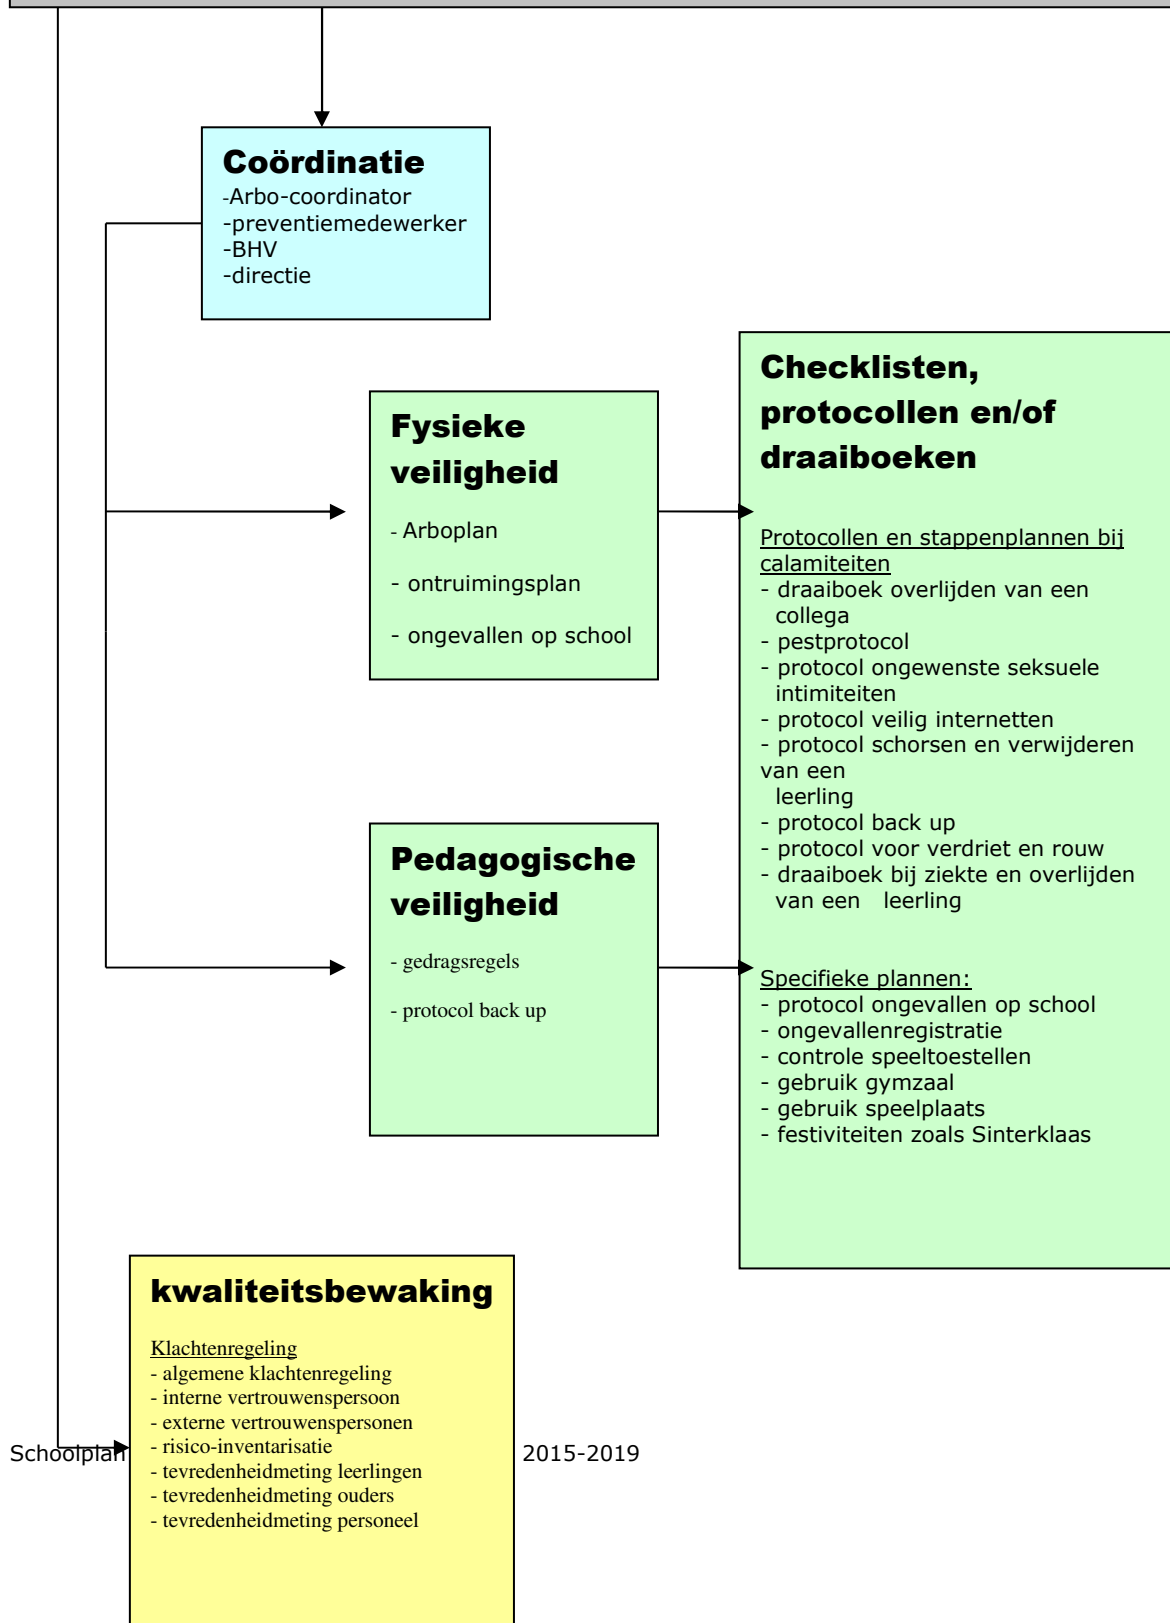 Coördinatie
-Arbo-coordinator
-preventiemedewerker
-BHV
-directie
Fysieke
veiligheid
- Arboplan
- ontruimingsplan
- ongevallen op school
Checklisten,
protocollen en/of
draaiboeken
Protocollen en stappenplannen bij
calamiteiten
- draaiboek overlijden van een
collega
- pestprotocol
- protocol ongewenste seksuele
intimiteiten
- protocol veilig internetten
- protocol schorsen en verwijderen
van een
leerling
- protocol back up
- protocol voor verdriet en rouw
- draaiboek bij ziekte en overlijden
van een leerling
Specifieke plannen:
- protocol ongevallen op school
- ongevallenregistratie
- controle speeltoestellen
- gebruik gymzaal
- gebruik speelplaats
- festiviteiten zoals Sinterklaas
Pedagogische
veiligheid
- gedragsregels
- protocol back up
kwaliteitsbewaking
Klachtenregeling
- algemene klachtenregeling
- interne vertrouwenspersoon
- externe vertrouwenspersonen
- risico-inventarisatie
- tevredenheidmeting leerlingen
- tevredenheidmeting ouders
- tevredenheidmeting personeel
Schoolplan 2015-2019